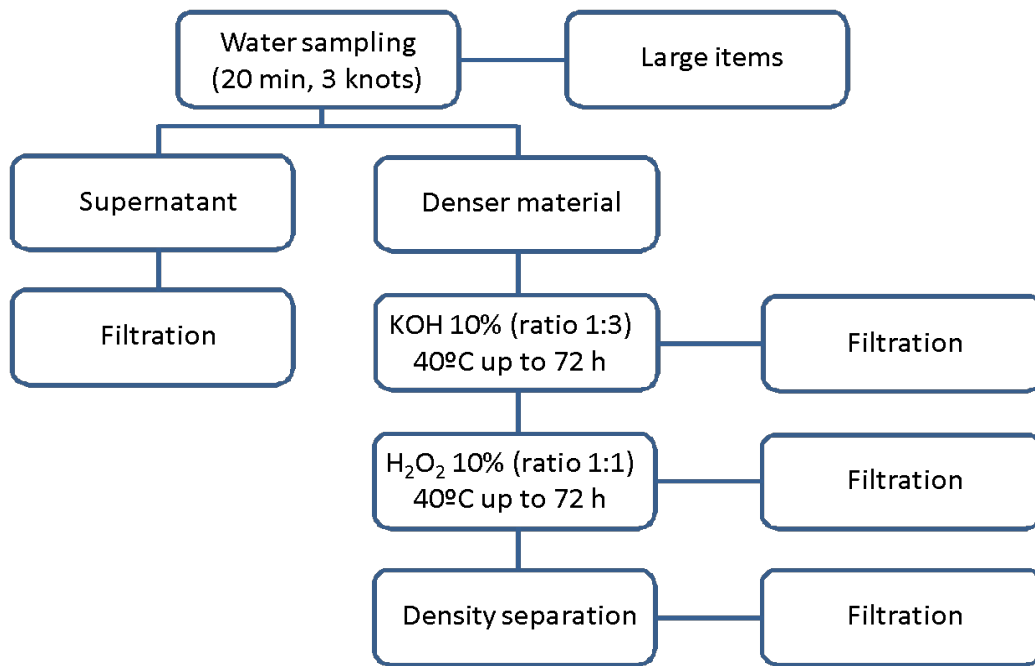 Water sampling
(20 min, 3 knots)
Large items
Supernatant
Denser material
Filtration
KOH 10% (ratio 1:3)
40ºC up to 72 h
Filtration
H₂O₂ 10% (ratio 1:1)
40ºC up to 72 h
Filtration
Density separation
Filtration